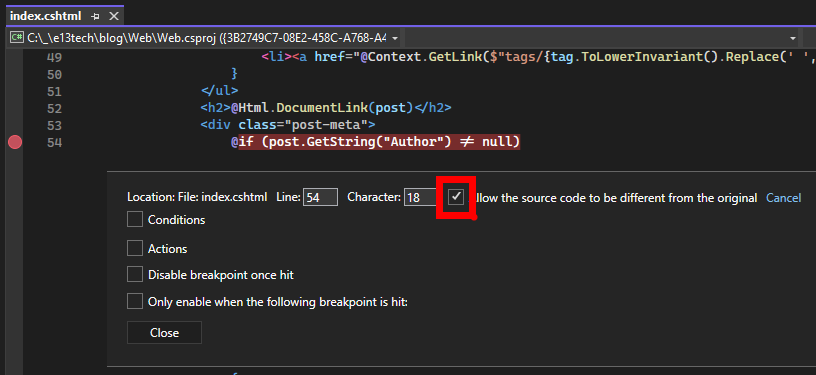 index.cshtml
C:\_\e13tech\blog\Web\Web.csproj ({3B2749C7-08E2-458C-A768-A4
49 <li><a href="@Context.GetLink($"tags/{tag.ToLowerInvariant().Replace(' ',
50 }
51 </ul>
52 <h2>@Html.DocumentLink(post)</h2>
53 <div class="post-meta">
54 @if (post.GetString("Author") ≠ null)
Location: File: index.cshtml Line: 54 Character: 18 llow the source code to be different from the original Cancel
Conditions
Actions
Disable breakpoint once hit
Only enable when the following breakpoint is hit:
Close